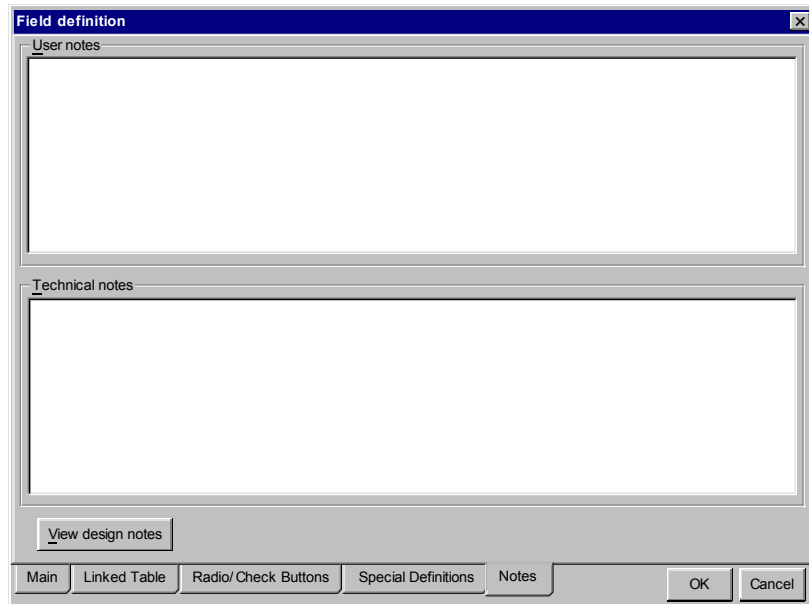 Field definition
User notes
Technical notes
View design notes
Main Linked Table Radio/Check Buttons Special Definitions Notes OK Cancel